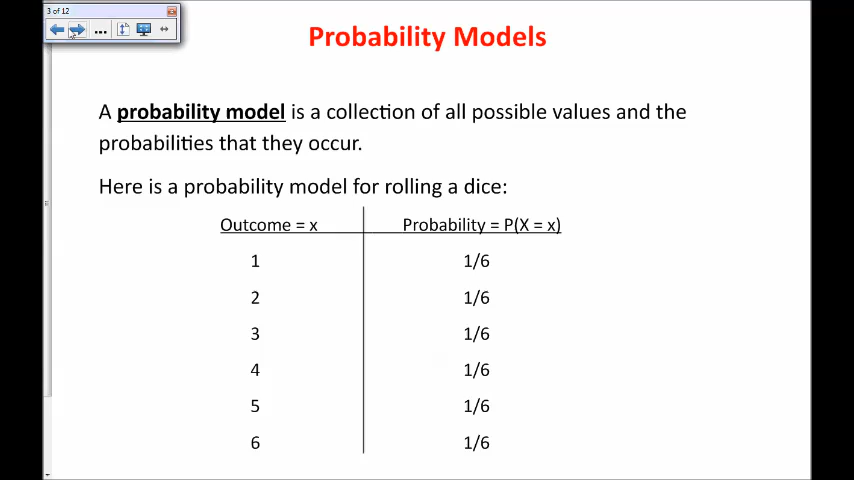 3 of 12
Probability Models
A probability model is a collection of all possible values and the
probabilities that they occur.
Here is a probability model for rolling a dice:
Outcome = x Probability = P(X = x)
1 1/6
2 1/6
3 1/6
4 1/6
5 1/6
6 1/6